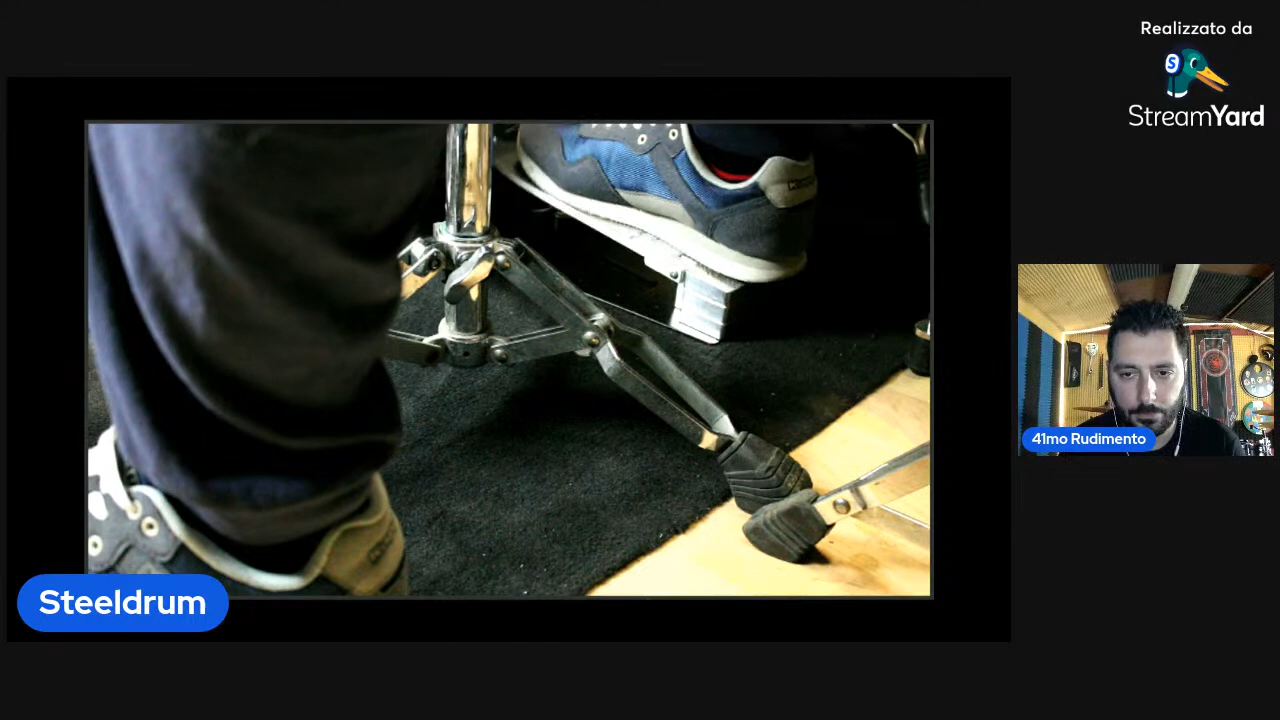 Realizzato da
StreamYard
41mo Rudimento
Steeldrum